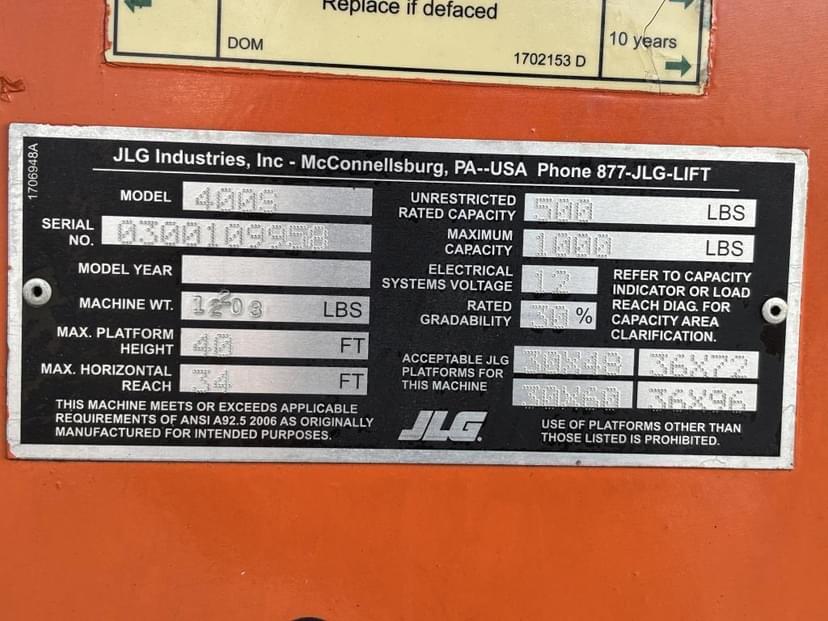 Replace if defaced
DOM
1702153 D
10 years
1706948A
JLG Industries, Inc - McConnellsburg, PA--USA Phone 877-JLG-LIFT
MODEL 400S
SERIAL NO.
MODEL YEAR
MACHINE WT. LBS
MAX. PLATFORM HEIGHT 40 FT
MAX. HORIZONTAL REACH 34 FT
THIS MACHINE MEETS OR EXCEEDS APPLICABLE
REQUIREMENTS OF ANSI A92.5 2006 AS ORIGINALLY
MANUFACTURED FOR INTENDED PURPOSES.
UNRESTRICTED
RATED CAPACITY 500 LBS
MAXIMUM
CAPACITY 1000 LBS
ELECTRICAL
SYSTEMS VOLTAGE 12
RATED
GRADABILITY 30 %
REFER TO CAPACITY
INDICATOR OR LOAD
REACH DIAG. FOR
CAPACITY AREA
CLARIFICATION.
ACCEPTABLE JLG
PLATFORMS FOR
THIS MACHINE
30X48 36X72
30X60 36X96
JLG
USE OF PLATFORMS OTHER THAN
THOSE LISTED IS PROHIBITED.